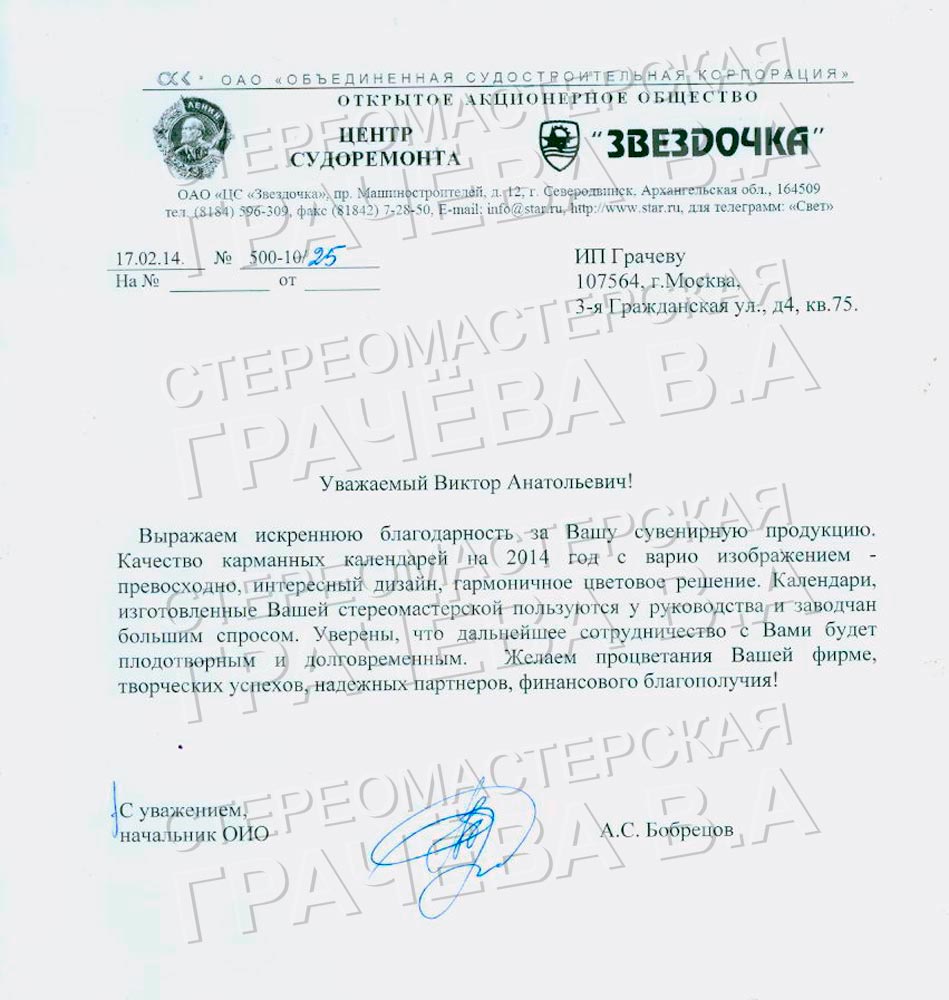 ОСК ОАО «ОБЪЕДИНЕННАЯ СУДОСТРОИТЕЛЬНАЯ КОРПОРАЦИЯ»
ОТКРЫТОЕ АКЦИОНЕРНОЕ ОБЩЕСТВО
ЛЕНИН
ЦЕНТР
СУДОРЕМОНТА
"ЗВЕЗДОЧКА"
ОАО «ЦС «Звездочка», пр. Машиностроителей, д. 12, г. Северодвинск, Архангельская обл., 164509
тел. (8184) 596-309, факс (81842) 7-28-50, E-mail: info@star.ru, http://www.star.ru, для телеграмм: «Свет»
17.02.14. № 500-10/25
На № от
ИП Грачеву
107564, г.Москва,
3-я Гражданская ул., д4, кв.75.
Уважаемый Виктор Анатольевич!
Выражаем искреннюю благодарность за Вашу сувенирную продукцию.
Качество карманных календарей на 2014 год с варио изображением -
превосходно, интересный дизайн, гармоничное цветовое решение. Календари,
изготовленные Вашей стереомастерской пользуются у руководства и заводчан
большим спросом. Уверены, что дальнейшее сотрудничество с Вами будет
плодотворным и долговременным. Желаем процветания Вашей фирме,
творческих успехов, надежных партнеров, финансового благополучия!
С уважением,
начальник ОИО
А.С. Бобрецов
СТЕРЕОМАСТЕРСКАЯ
ГРАЧЁВА В.А
СТЕРЕОМАСТЕРСКАЯ
ГРАЧЁВА В.А
СТЕРЕОМАСТЕРСКАЯ
ГРАЧЁВА В.А
СТЕРЕОМАСТЕРСКАЯ
ГРАЧЁВА В.А